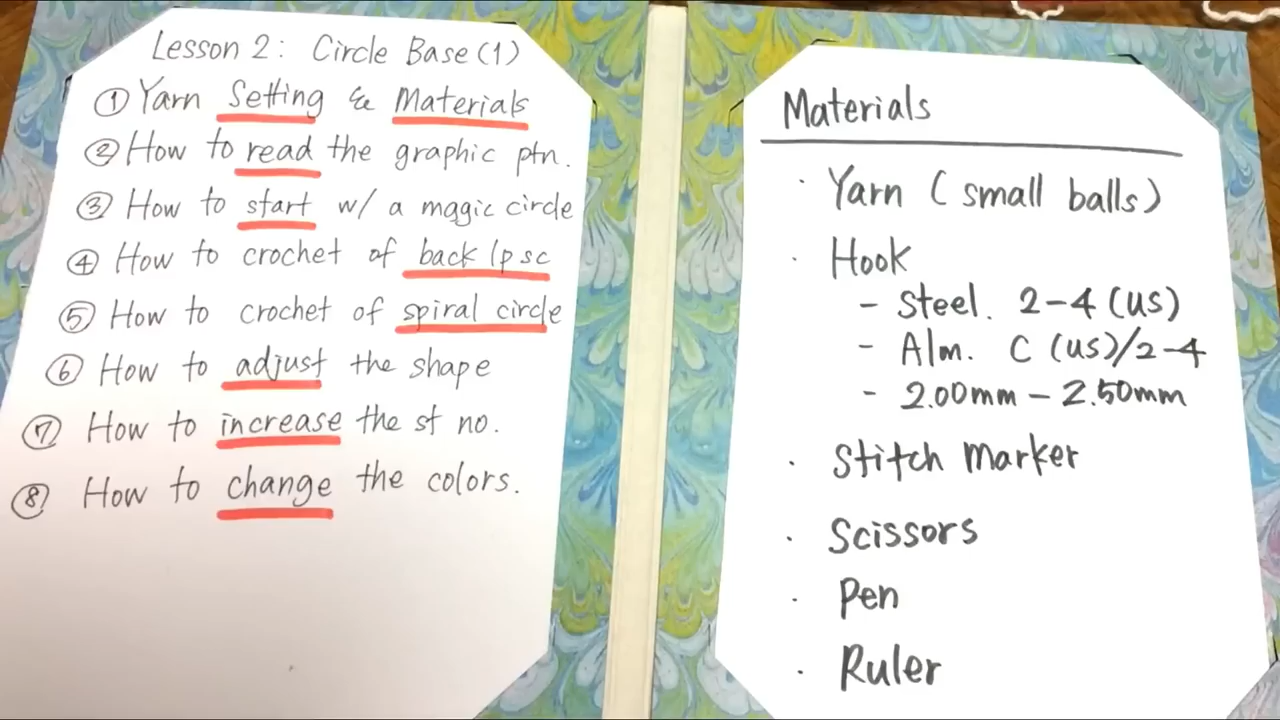 Lesson 2: Circle Base (1)
① Yarn Setting & Materials
② How to read the graphic ptn.
③ How to start w/ a magic circle
④ How to crochet of back lp sc
⑤ How to crochet of spiral circle
⑥ How to adjust the shape
⑦ How to increase the st no.
⑧ How to change the colors.
Materials
· Yarn (small balls)
· Hook
- Steel. 2-4 (US)
- Alm. C (US)/2-4
- 2.00mm - 2.50mm
· Stitch Marker
· Scissors
· Pen
· Ruler